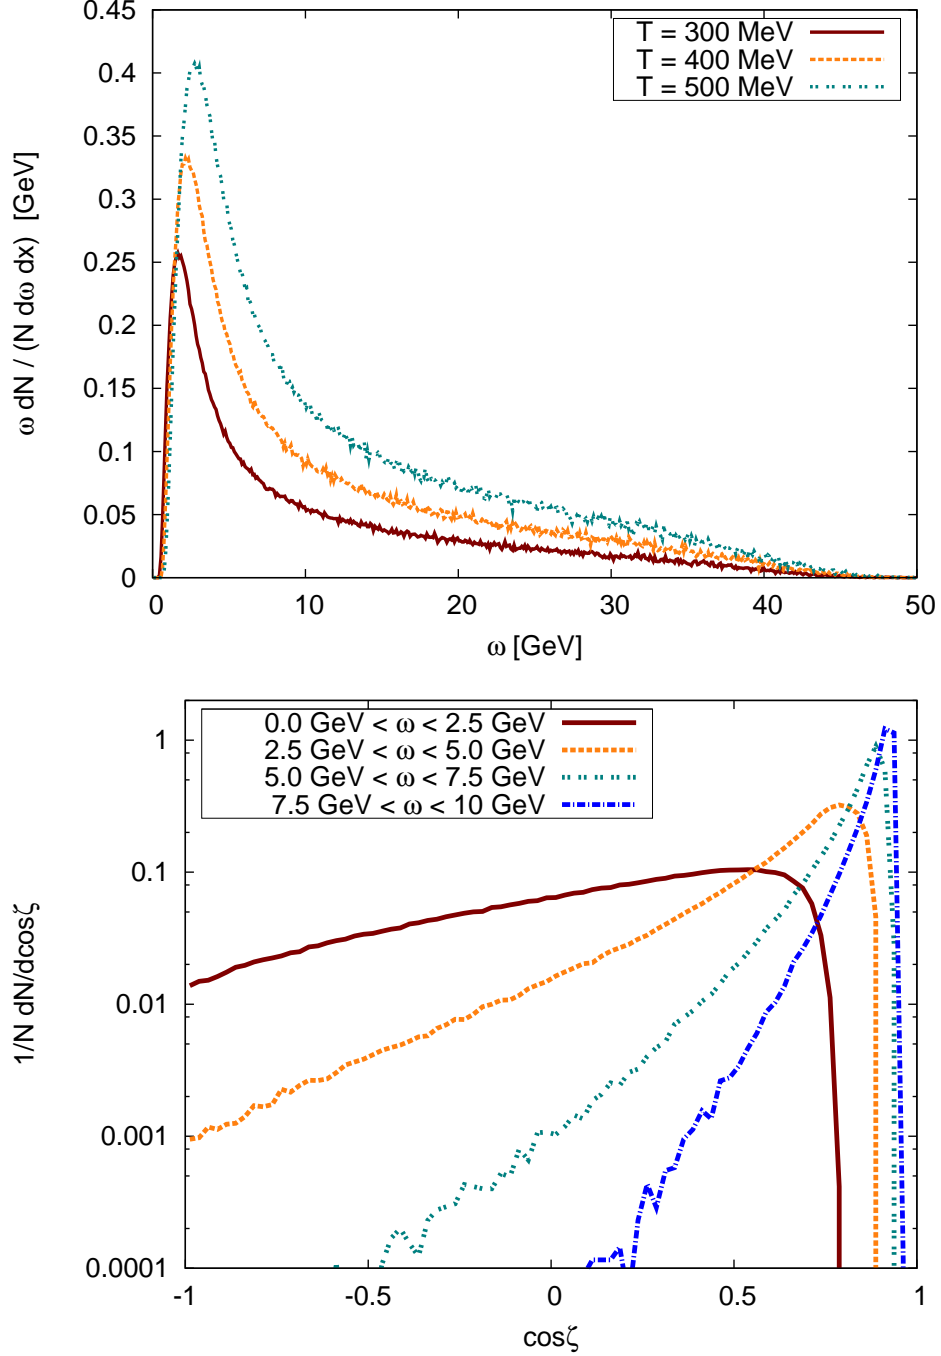 0.45
0.4
0.35
0.3
0.25
0.2
0.15
0.1
0.05
0
ω dN / (N dω dx) [GeV]
T = 300 MeV
T = 400 MeV
T = 500 MeV
0 10 20 30 40 50
ω [GeV]
0.0 GeV < ω < 2.5 GeV
2.5 GeV < ω < 5.0 GeV
5.0 GeV < ω < 7.5 GeV
7.5 GeV < ω < 10 GeV
1
0.1
0.01
0.001
0.0001
1/N dN/dcosζ
-1 -0.5 0 0.5 1
cosζ